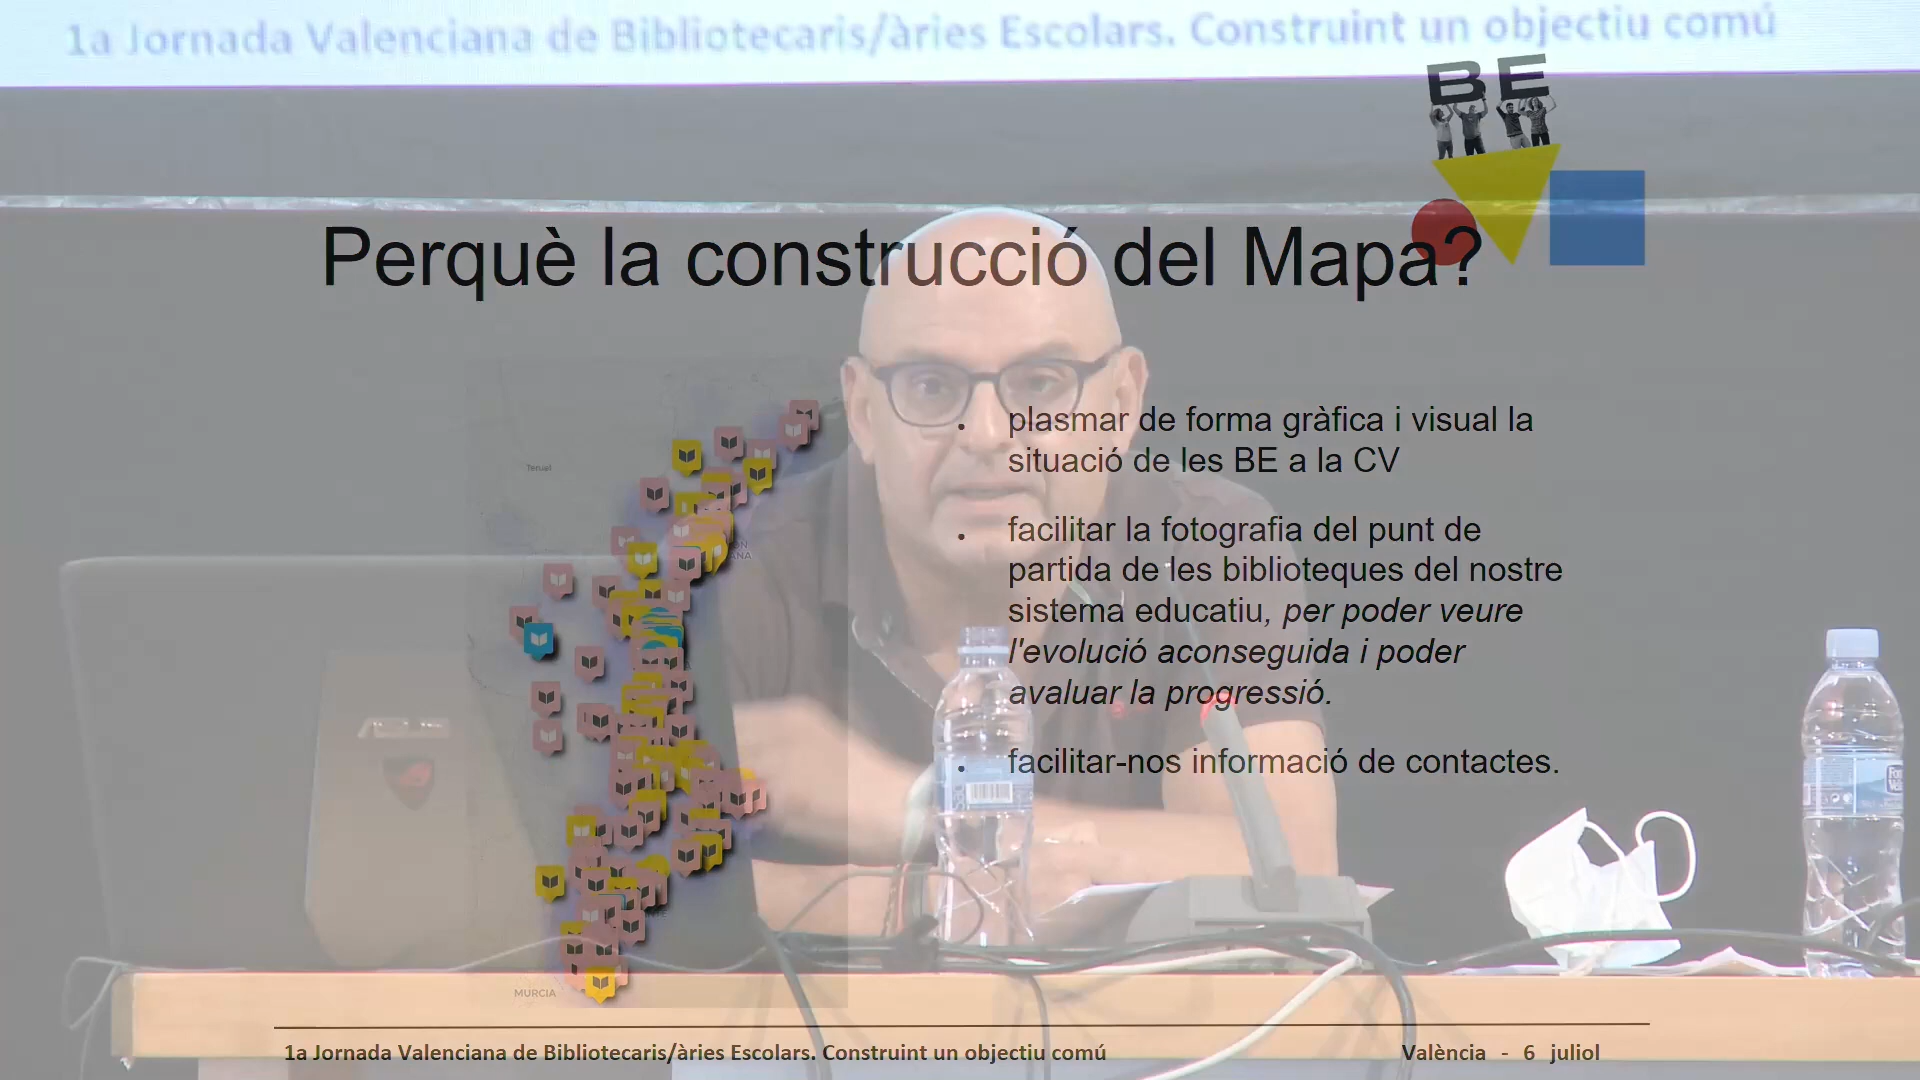 1a Jornada Valenciana de Bibliotecaris/àries Escolars. Construint un objectiu comú
BE
Perquè la construcció del Mapa?
Teruel
plasmar de forma gràfica i visual la
situació de les BE a la CV
facilitar la fotografia del punt de
partida de les biblioteques del nostre
sistema educatiu, per poder veure
l'evolució aconseguida i poder
avaluar la progressió.
facilitar-nos informació de contactes.
MURCIA
1a Jornada Valenciana de Bibliotecaris/àries Escolars. Construint un objectiu comú
València - 6 juliol